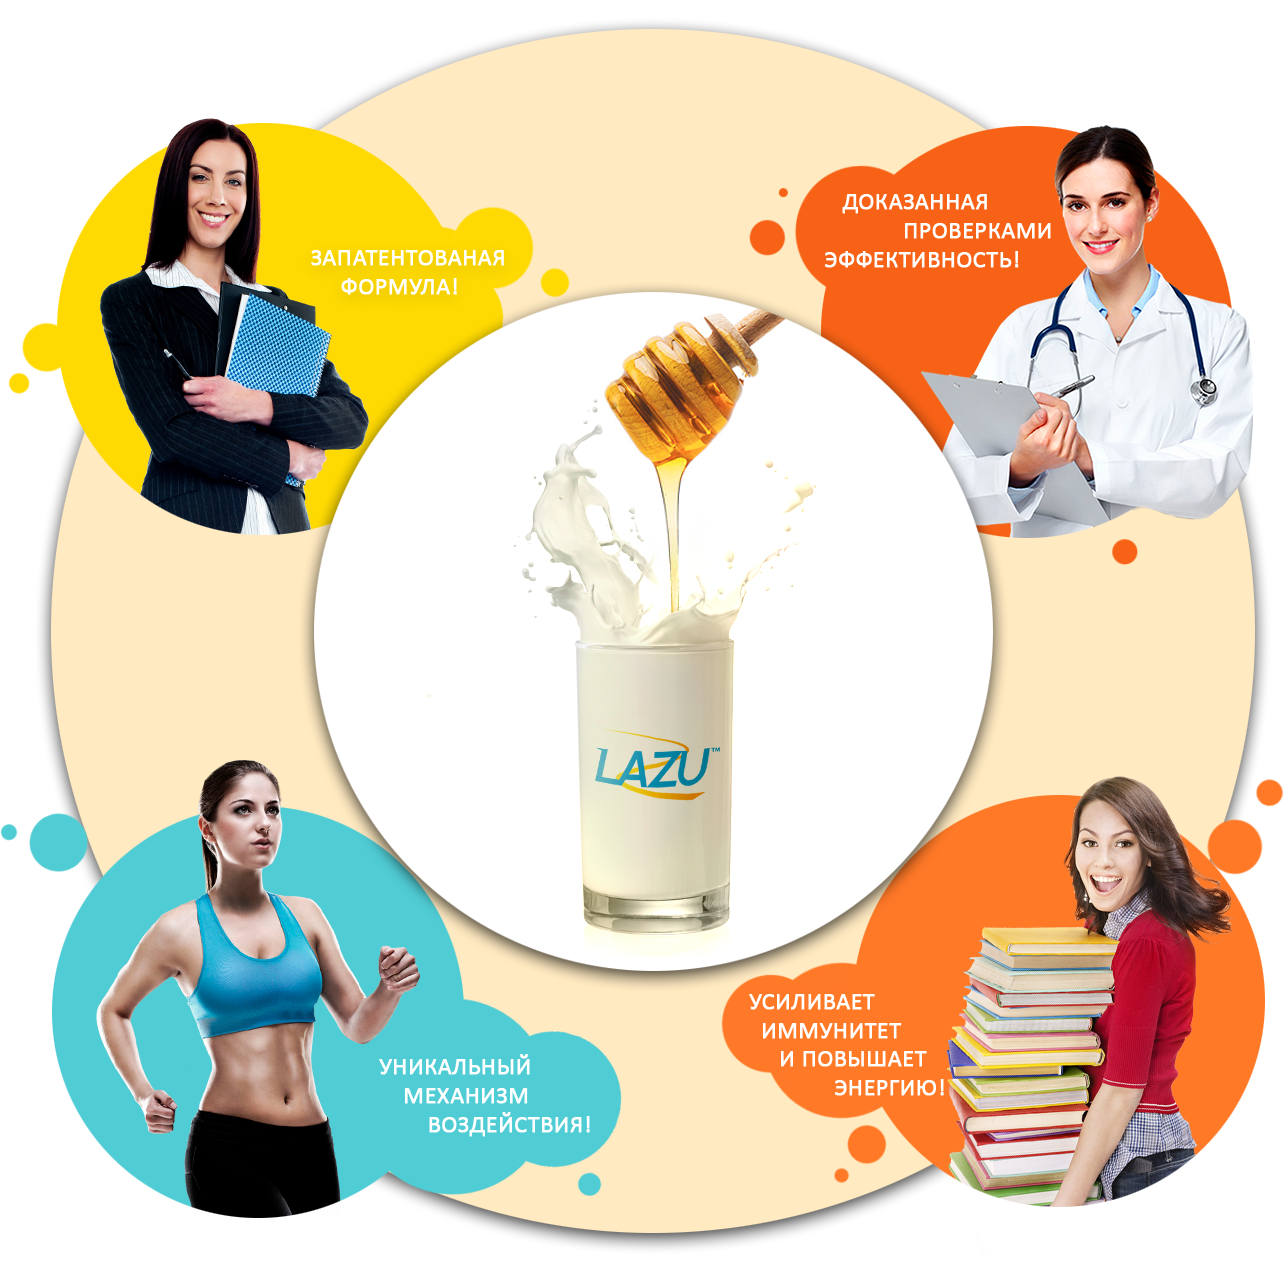 ЗАПАТЕНТОВАНАЯ
ФОРМУЛА!
ДОКАЗАННАЯ
ПРОВЕРКАМИ
ЭФФЕКТИВНОСТЬ!
LAZU™
УНИКАЛЬНЫЙ
МЕХАНИЗМ
ВОЗДЕЙСТВИЯ!
УСИЛИВАЕТ
ИММУНИТЕТ
И ПОВЫШАЕТ
ЭНЕРГИЮ!